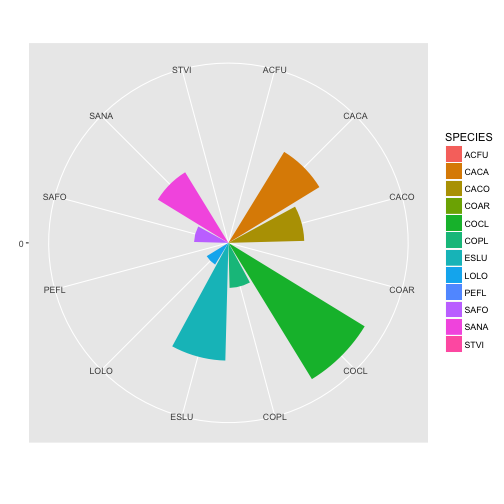 STVI
ACFU
SANA
CACA
SAFO
CACO
0
PEFL
COAR
LOLO
COCL
ESLU
COPL
SPECIES
ACFU
CACA
CACO
COAR
COCL
COPL
ESLU
LOLO
PEFL
SAFO
SANA
STVI